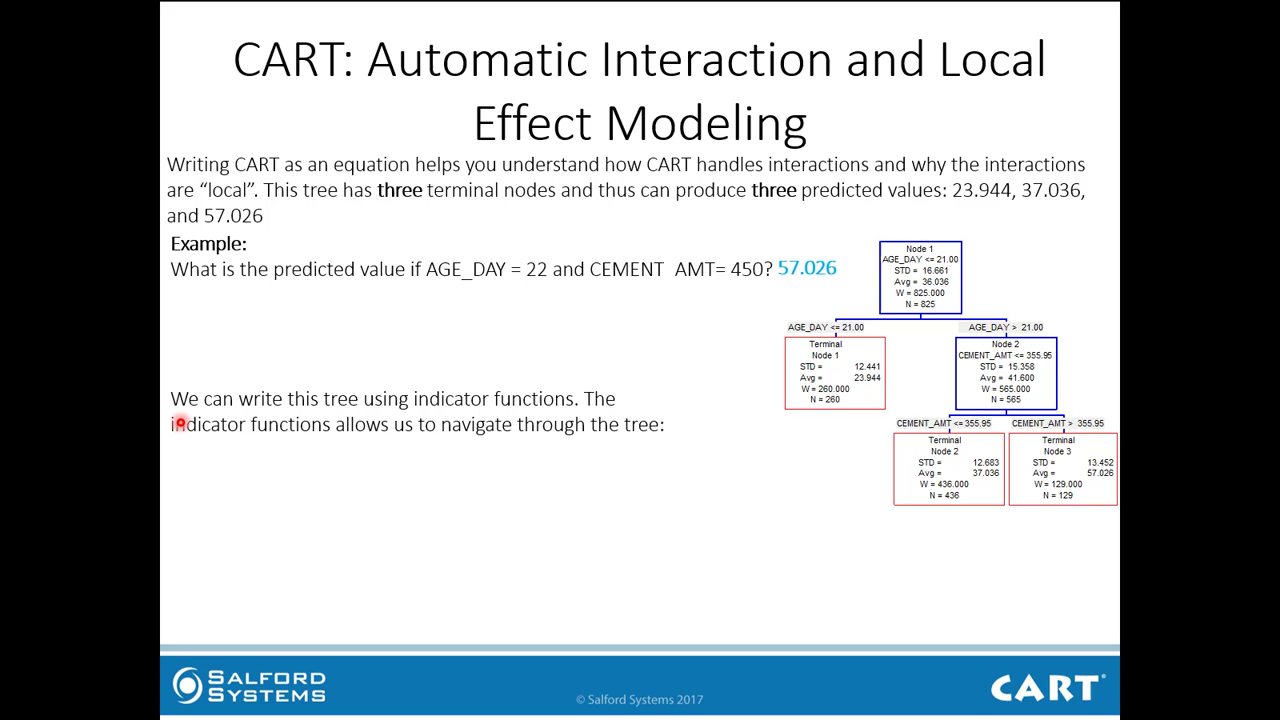 CART: Automatic Interaction and Local
Effect Modeling
Writing CART as an equation helps you understand how CART handles interactions and why the interactions
are “local”. This tree has three terminal nodes and thus can produce three predicted values: 23.944, 37.036,
and 57.026
Example:
What is the predicted value if AGE_DAY = 22 and CEMENT AMT= 450? 57.026
Node 1
AGE_DAY <= 21.00
STD = 16.661
Avg = 36.036
W = 825.000
N = 825
AGE_DAY <= 21.00
AGE_DAY > 21.00
Terminal
Node 1
STD = 12.441
Avg = 23.944
W = 260.000
N = 260
Node 2
CEMENT_AMT <= 355.95
STD = 15.358
Avg = 41.600
W = 565.000
N = 565
CEMENT_AMT <= 355.95
CEMENT_AMT > 355.95
Terminal
Node 2
STD = 12.683
Avg = 37.036
W = 436.000
N = 436
Terminal
Node 3
STD = 13.452
Avg = 57.026
W = 129.000
N = 129
We can write this tree using indicator functions. The
indicator functions allows us to navigate through the tree:
SALFORD
SYSTEMS
© Salford Systems 2017
CART®